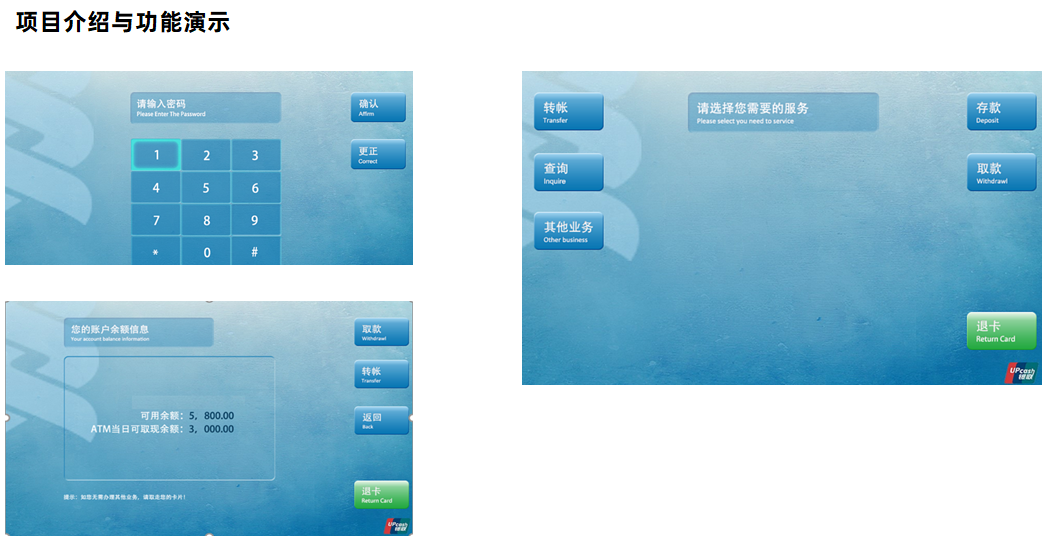 项目介绍与功能演示
请输入密码
Please Enter The Password
确认
Affirm
更正
Correct
1 2 3
4 5 6
7 8 9
* 0 #
转帐
Transfer
请选择您需要的服务
Please select you need to service
存款
Deposit
查询
Inquire
取款
Withdrawl
其他业务
Other business
退卡
Return Card
UPcash
银联
您的账户余额信息
Your account balance information
取款
Withdrawl
转帐
Transfer
可用余额：5，800.00
ATM当日可取现余额：3，000.00
返回
Back
提示：如您无需办理其他业务，请取走您的卡片！
退卡
Return Card
UPcash
银联